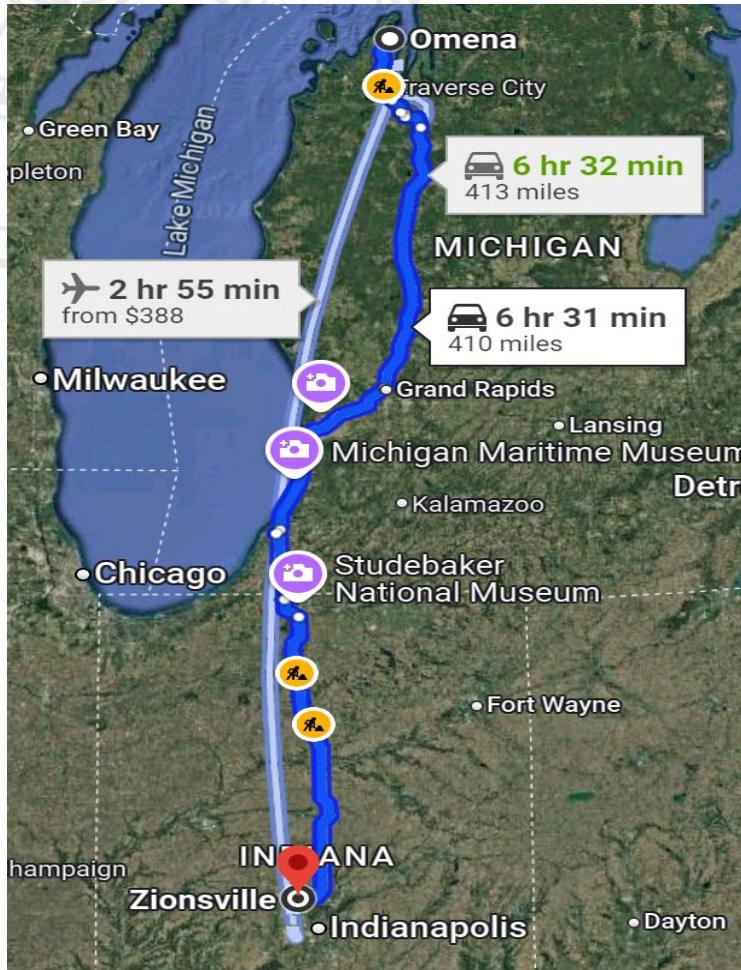 Omena
Traverse City
Green Bay
ppleton
Lake Michigan
6 hr 32 min
413 miles
MICHIGAN
2 hr 55 min
from $388
6 hr 31 min
410 miles
Milwaukee
Grand Rapids
Lansing
Michigan Maritime Museum
Detr
Kalamazoo
Chicago
Studebaker
National Museum
Fort Wayne
INDIANA
hampaign
Zionsville
Indianapolis
Dayton